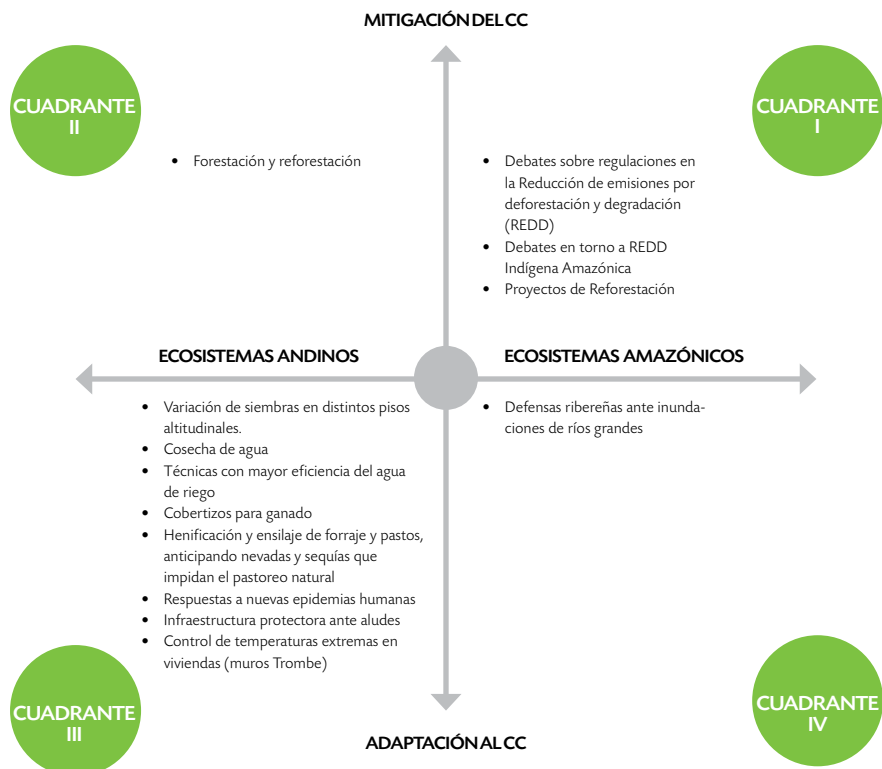 MITIGACIÓN DEL CC
CUADRANTE
II
CUADRANTE
I
• Forestación y reforestación
• Debates sobre regulaciones en
la Reducción de emisiones por
deforestación y degradación
(REDD)
• Debates en torno a REDD
Indígena Amazónica
• Proyectos de Reforestación
ECOSISTEMAS ANDINOS
ECOSISTEMAS AMAZÓNICOS
• Variación de siembras en distintos pisos
altitudinales.
• Cosecha de agua
• Técnicas con mayor eficiencia del agua
de riego
• Cobertizos para ganado
• Henificación y ensilaje de forraje y pastos,
anticipando nevadas y sequías que
impidan el pastoreo natural
• Respuestas a nuevas epidemias humanas
• Infraestructura protectora ante aludes
• Control de temperaturas extremas en
viviendas (muros Trombe)
• Defensas ribereñas ante inunda-
ciones de ríos grandes
CUADRANTE
III
CUADRANTE
IV
ADAPTACIÓN AL CC